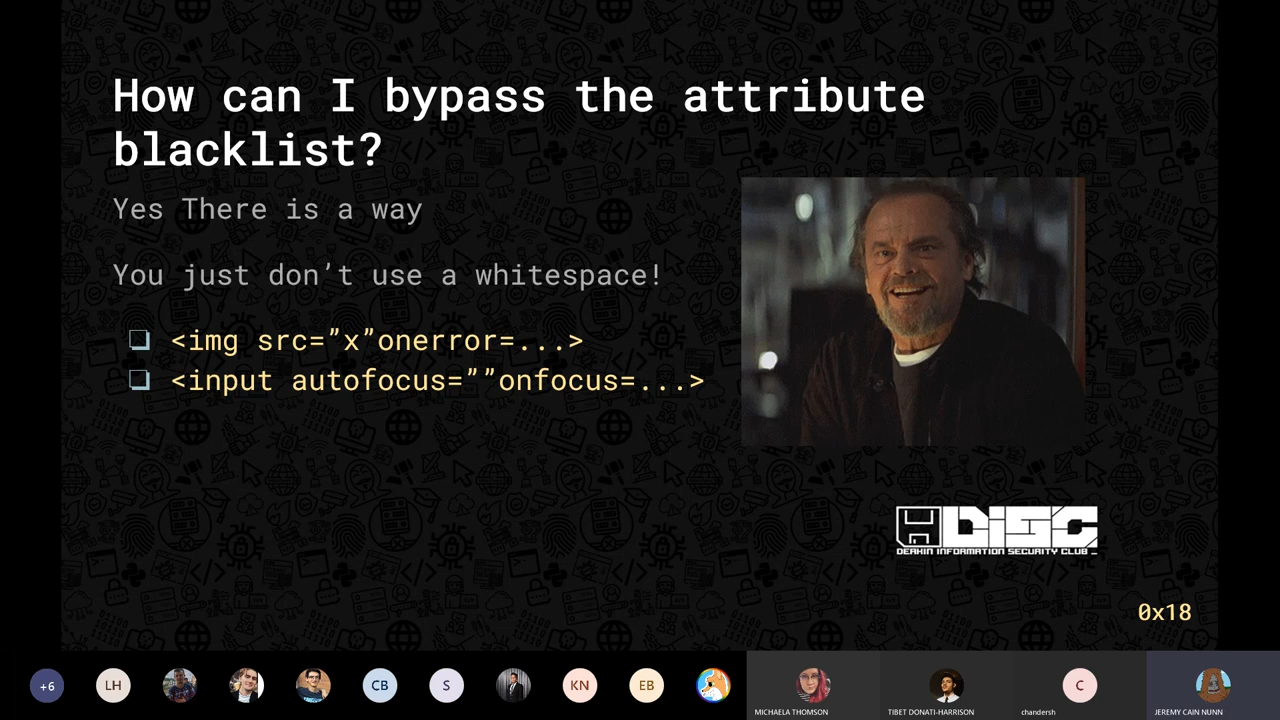 How can I bypass the attribute
blacklist?
Yes There is a way
You just don’t use a whitespace!
❏ <img src=”x”onerror=...>
❏ <input autofocus=””onfocus=...>
DiSC
DEAKIN INFORMATION SECURITY CLUB _
0x18
+6
LH
CB
S
KN
EB
C
MICHAELA THOMSON
TIBET DONATI-HARRISON
chandersh
JEREMY CAIN NUNN